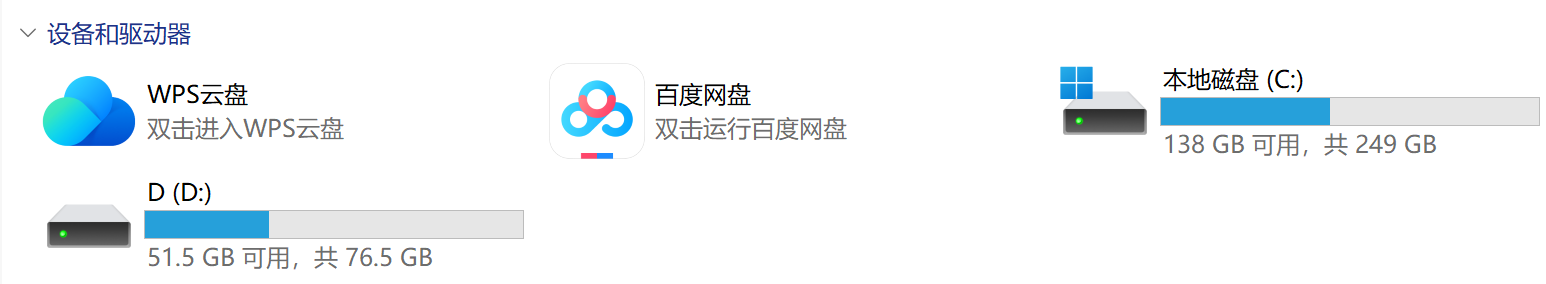 设备和驱动器
WPS云盘
双击进入WPS云盘
百度网盘
双击运行百度网盘
本地磁盘 (C:)
138 GB 可用，共 249 GB
D (D:)
51.5 GB 可用，共 76.5 GB